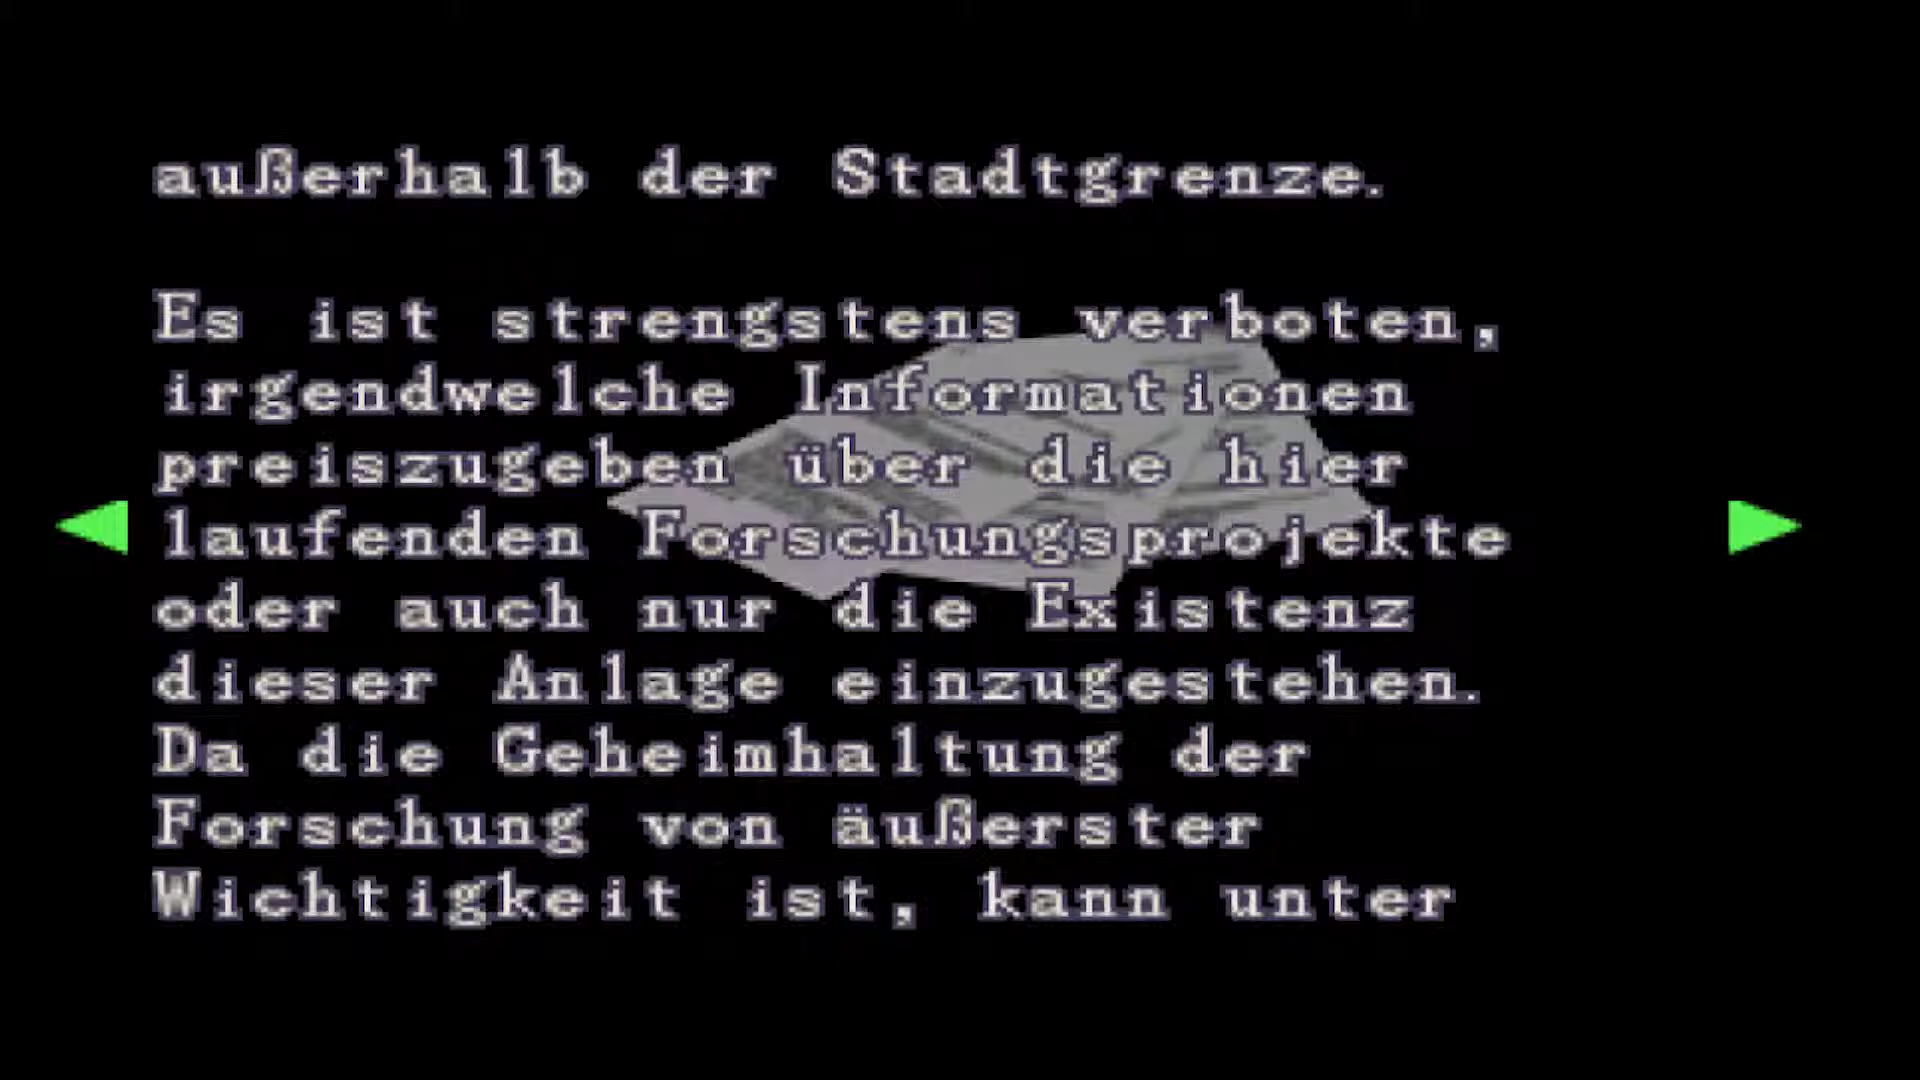 außerhalb der Stadtgrenze.
Es ist strengstens verboten,
irgendwelche Informationen
preiszugeben über die hier
laufenden Forschungsprojekte
oder auch nur die Existenz
dieser Anlage einzugestehen.
Da die Geheimhaltung der
Forschung von äußerster
Wichtigkeit ist, kann unter